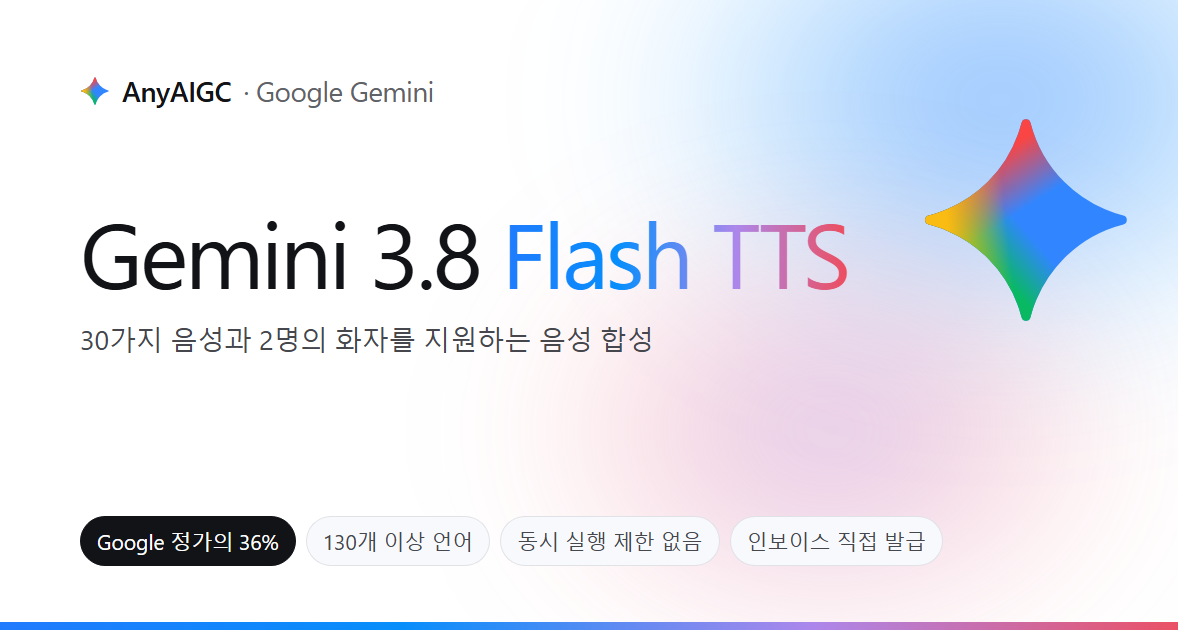 AnyAIGC · Google Gemini
Gemini 3.8 Flash TTS
30가지 음성과 2명의 화자를 지원하는 음성 합성
Google 정가의 36%
130개 이상 언어
동시 실행 제한 없음
인보이스 직접 발급